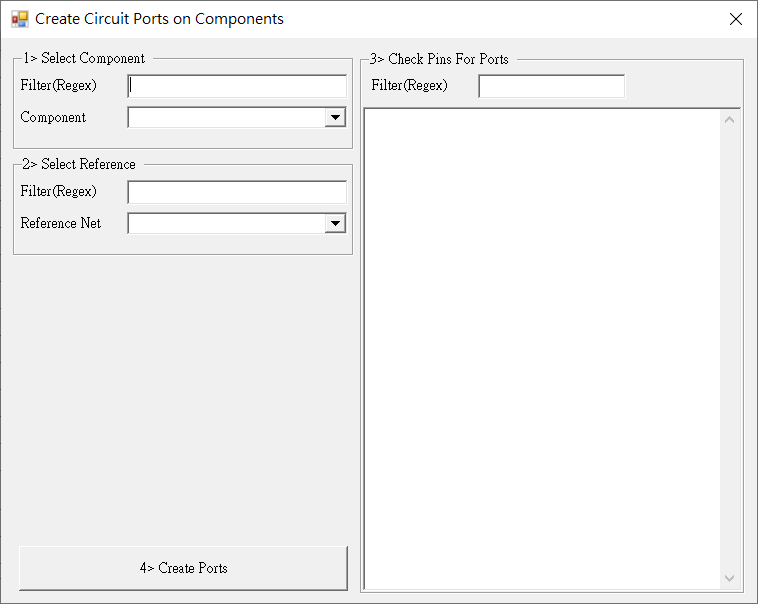 Create Circuit Ports on Components
1> Select Component
Filter(Regex)
Component
2> Select Reference
Filter(Regex)
Reference Net
3> Check Pins For Ports
Filter(Regex)
4> Create Ports